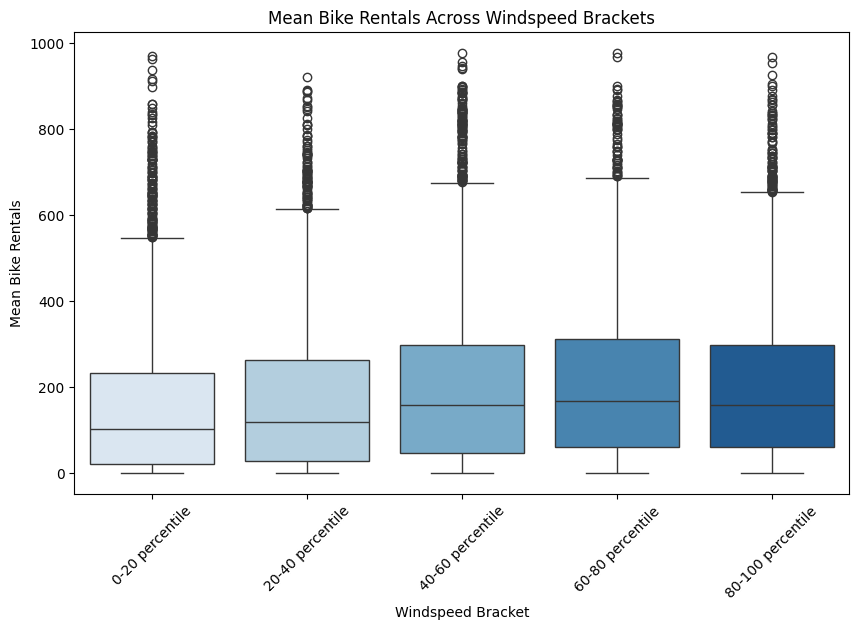 Mean Bike Rentals Across Windspeed Brackets
Mean Bike Rentals
1000
800
600
400
200
0
0-20 percentile
20-40 percentile
40-60 percentile
60-80 percentile
80-100 percentile
Windspeed Bracket